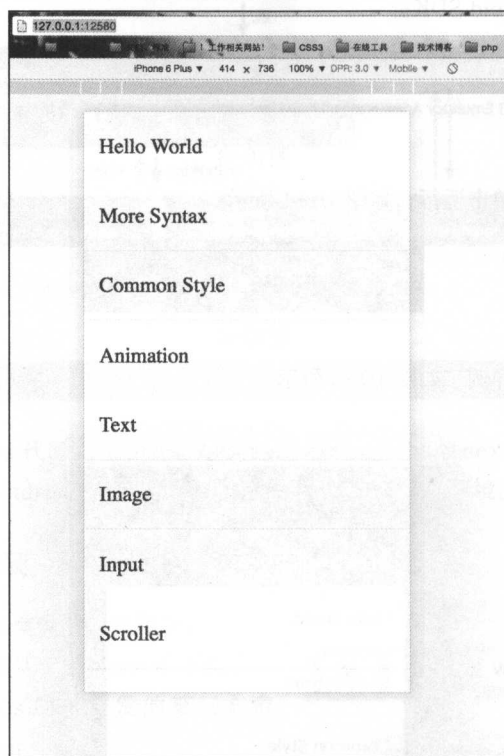 127.0.0.1:12580
！工作相关网站！ CSS3 在线工具 技术博客 php
iPhone 6 Plus ▼ 414 x 736 100% ▼ DPR: 3.0 ▼ Mobile ▼
Hello World
More Syntax
Common Style
Animation
Text
Image
Input
Scroller